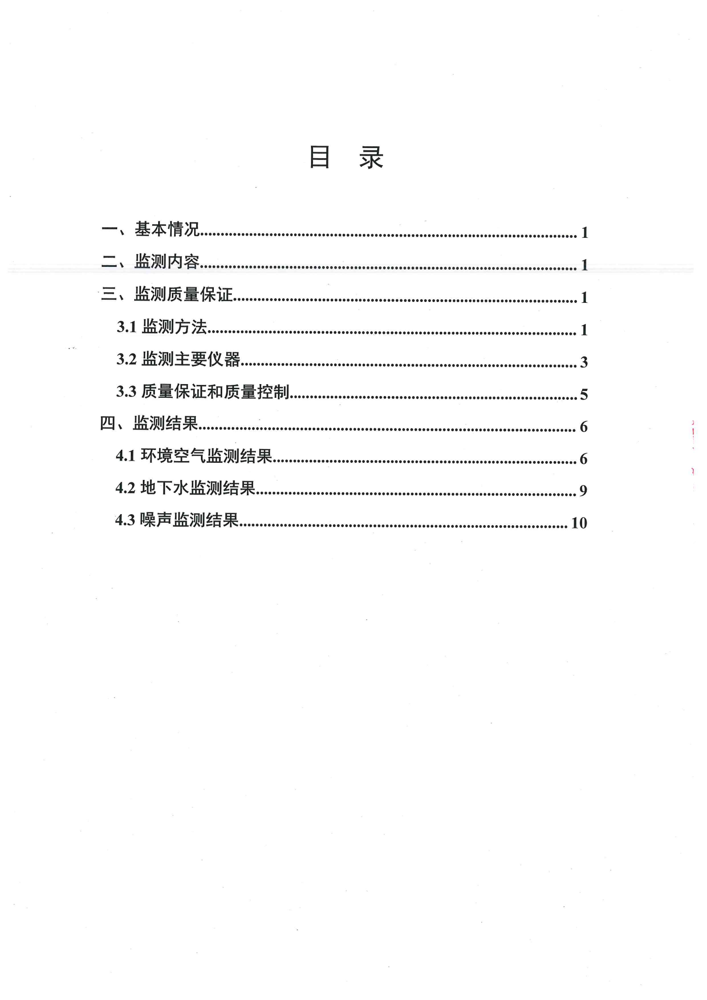 目 录
一、基本情况........................................................................................1
二、监测内容........................................................................................1
三、监测质量保证................................................................................1
3.1 监测方法......................................................................................1
3.2 监测主要仪器..............................................................................3
3.3 质量保证和质量控制..................................................................5
四、监测结果........................................................................................6
4.1 环境空气监测结果......................................................................6
4.2 地下水监测结果..........................................................................9
4.3 噪声监测结果............................................................................10